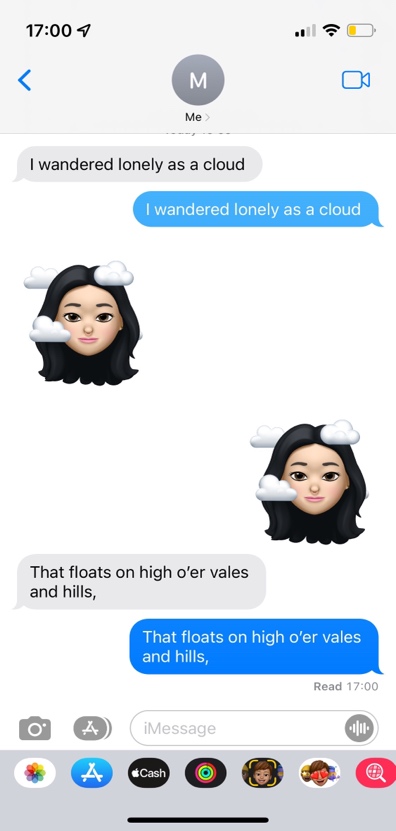 17:00
M
Me
I wandered lonely as a cloud
I wandered lonely as a cloud
That floats on high o’er vales
and hills,
That floats on high o’er vales
and hills,
Read 17:00
iMessage
Cash